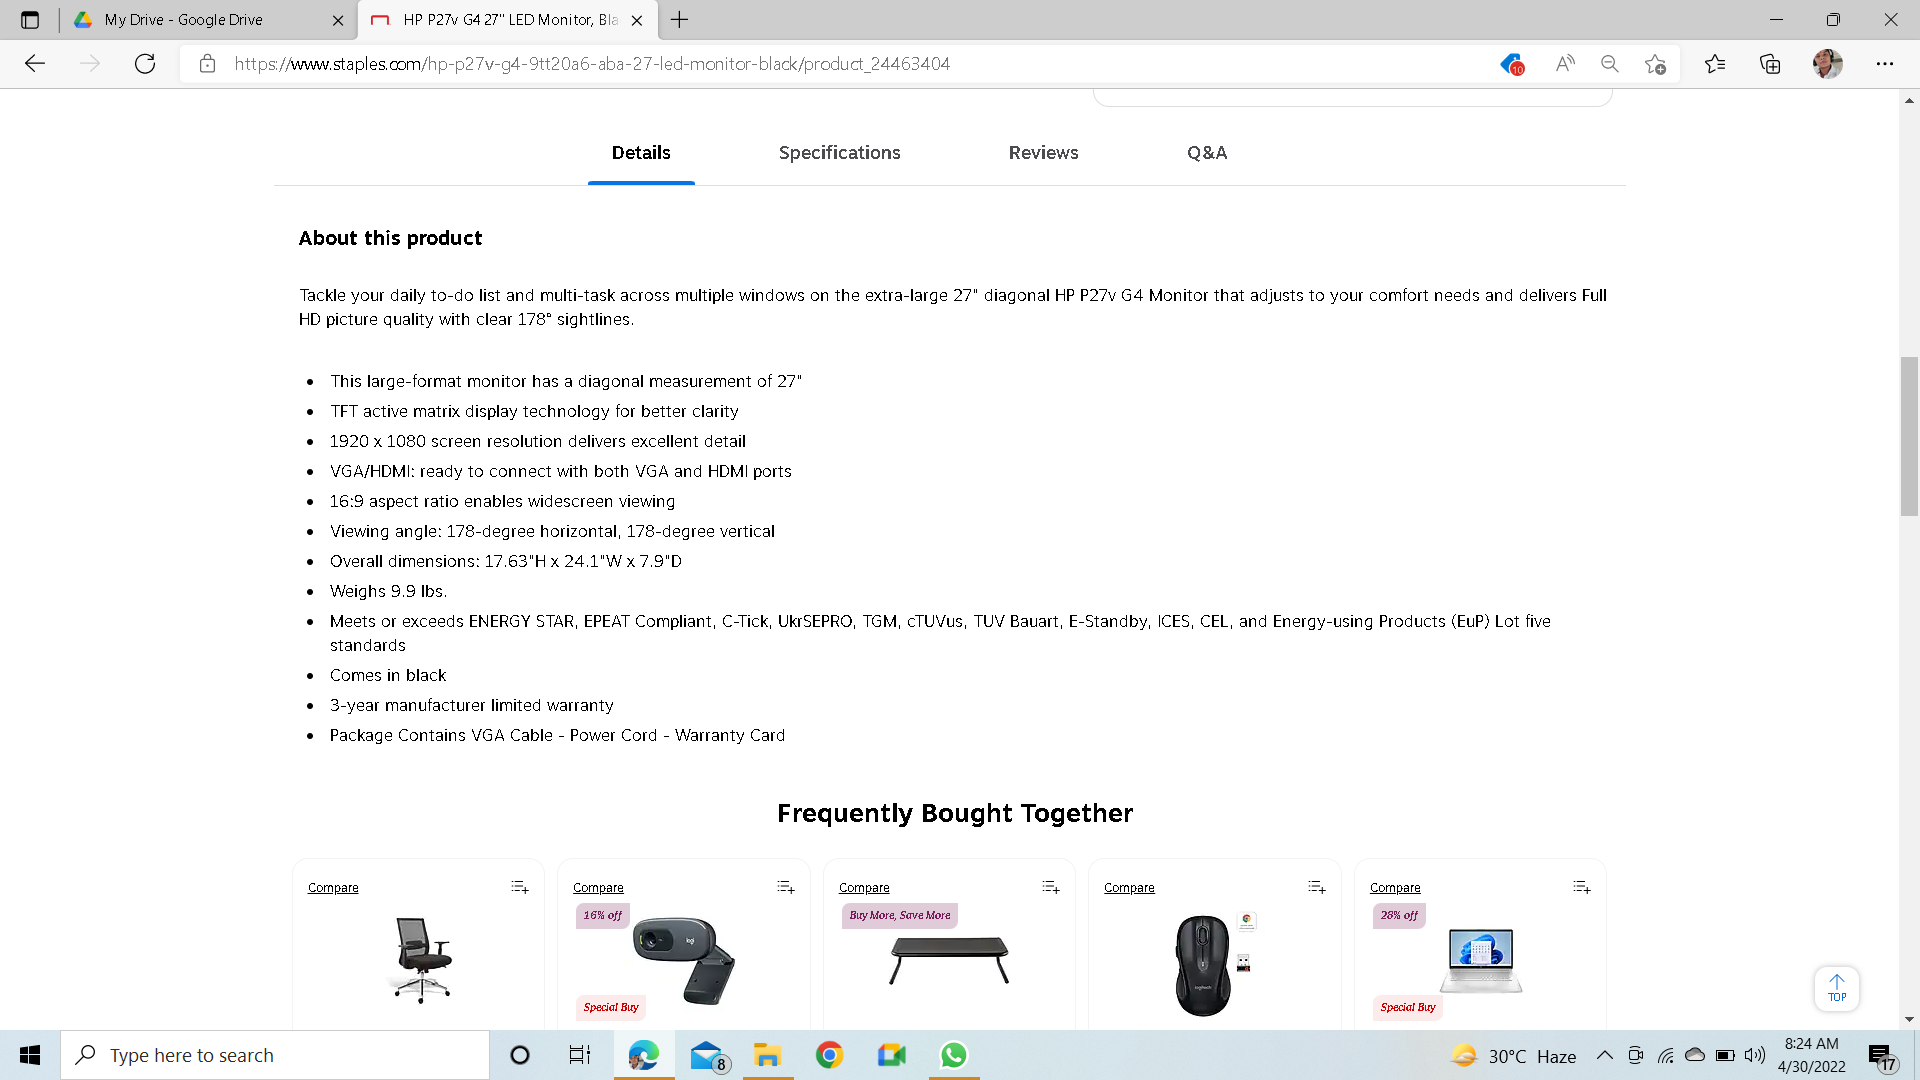 My Drive - Google Drive
HP P27v G4 27" LED Monitor, Bla
https://www.staples.com/hp-p27v-g4-9tt20a6-aba-27-led-monitor-black/product_24463404
10
Details
Specifications
Reviews
Q&A
About this product
Tackle your daily to-do list and multi-task across multiple windows on the extra-large 27" diagonal HP P27v G4 Monitor that adjusts to your comfort needs and delivers Full
HD picture quality with clear 178° sightlines.
• This large-format monitor has a diagonal measurement of 27"
• TFT active matrix display technology for better clarity
• 1920 x 1080 screen resolution delivers excellent detail
• VGA/HDMI: ready to connect with both VGA and HDMI ports
• 16:9 aspect ratio enables widescreen viewing
• Viewing angle: 178-degree horizontal, 178-degree vertical
• Overall dimensions: 17.63"H x 24.1"W x 7.9"D
• Weighs 9.9 lbs.
• Meets or exceeds ENERGY STAR, EPEAT Compliant, C-Tick, UkrSEPRO, TGM, cTUVus, TUV Bauart, E-Standby, ICES, CEL, and Energy-using Products (EuP) Lot five
standards
• Comes in black
• 3-year manufacturer limited warranty
• Package Contains VGA Cable - Power Cord - Warranty Card
Frequently Bought Together
Compare
Compare
Compare
Compare
Compare
16% off
Buy More, Save More
28% off
logi
logitech
Special Buy
Special Buy
TOP
Type here to search
8
30°C Haze
8:24 AM
4/30/2022
17